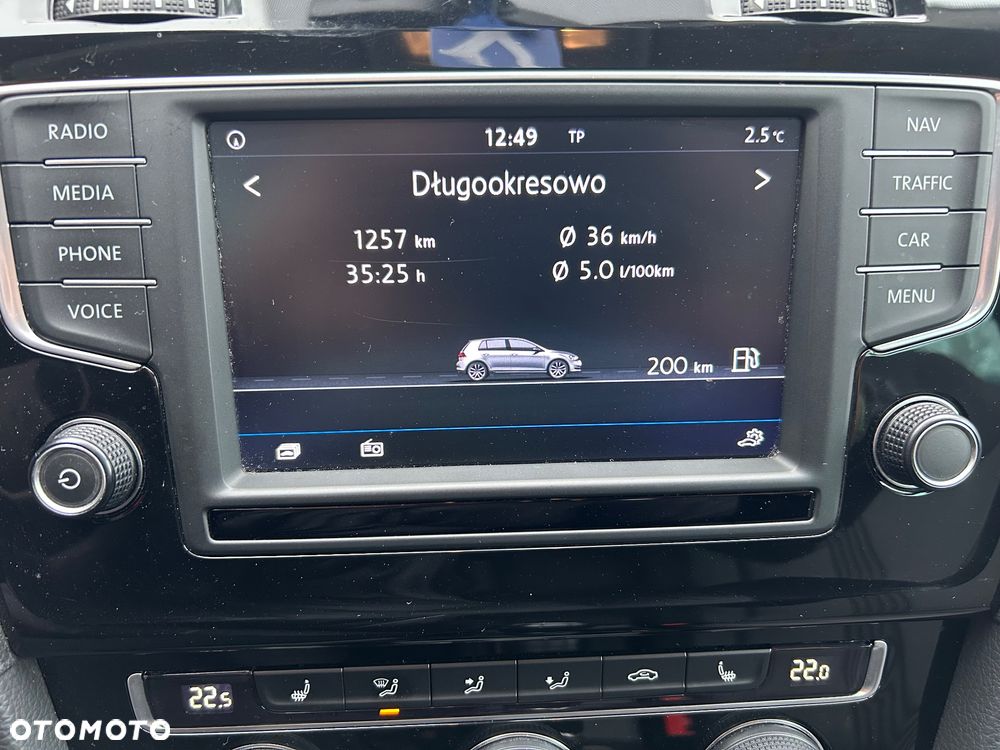 RADIO
MEDIA
PHONE
VOICE
12:49 TP 2.5 °C
< Długookresowo >
1257 km Ø 36 km/h
35:25 h Ø 5.0 l/100km
200 km
NAV
TRAFFIC
CAR
MENU
22.5
22.0
OTOMOTO